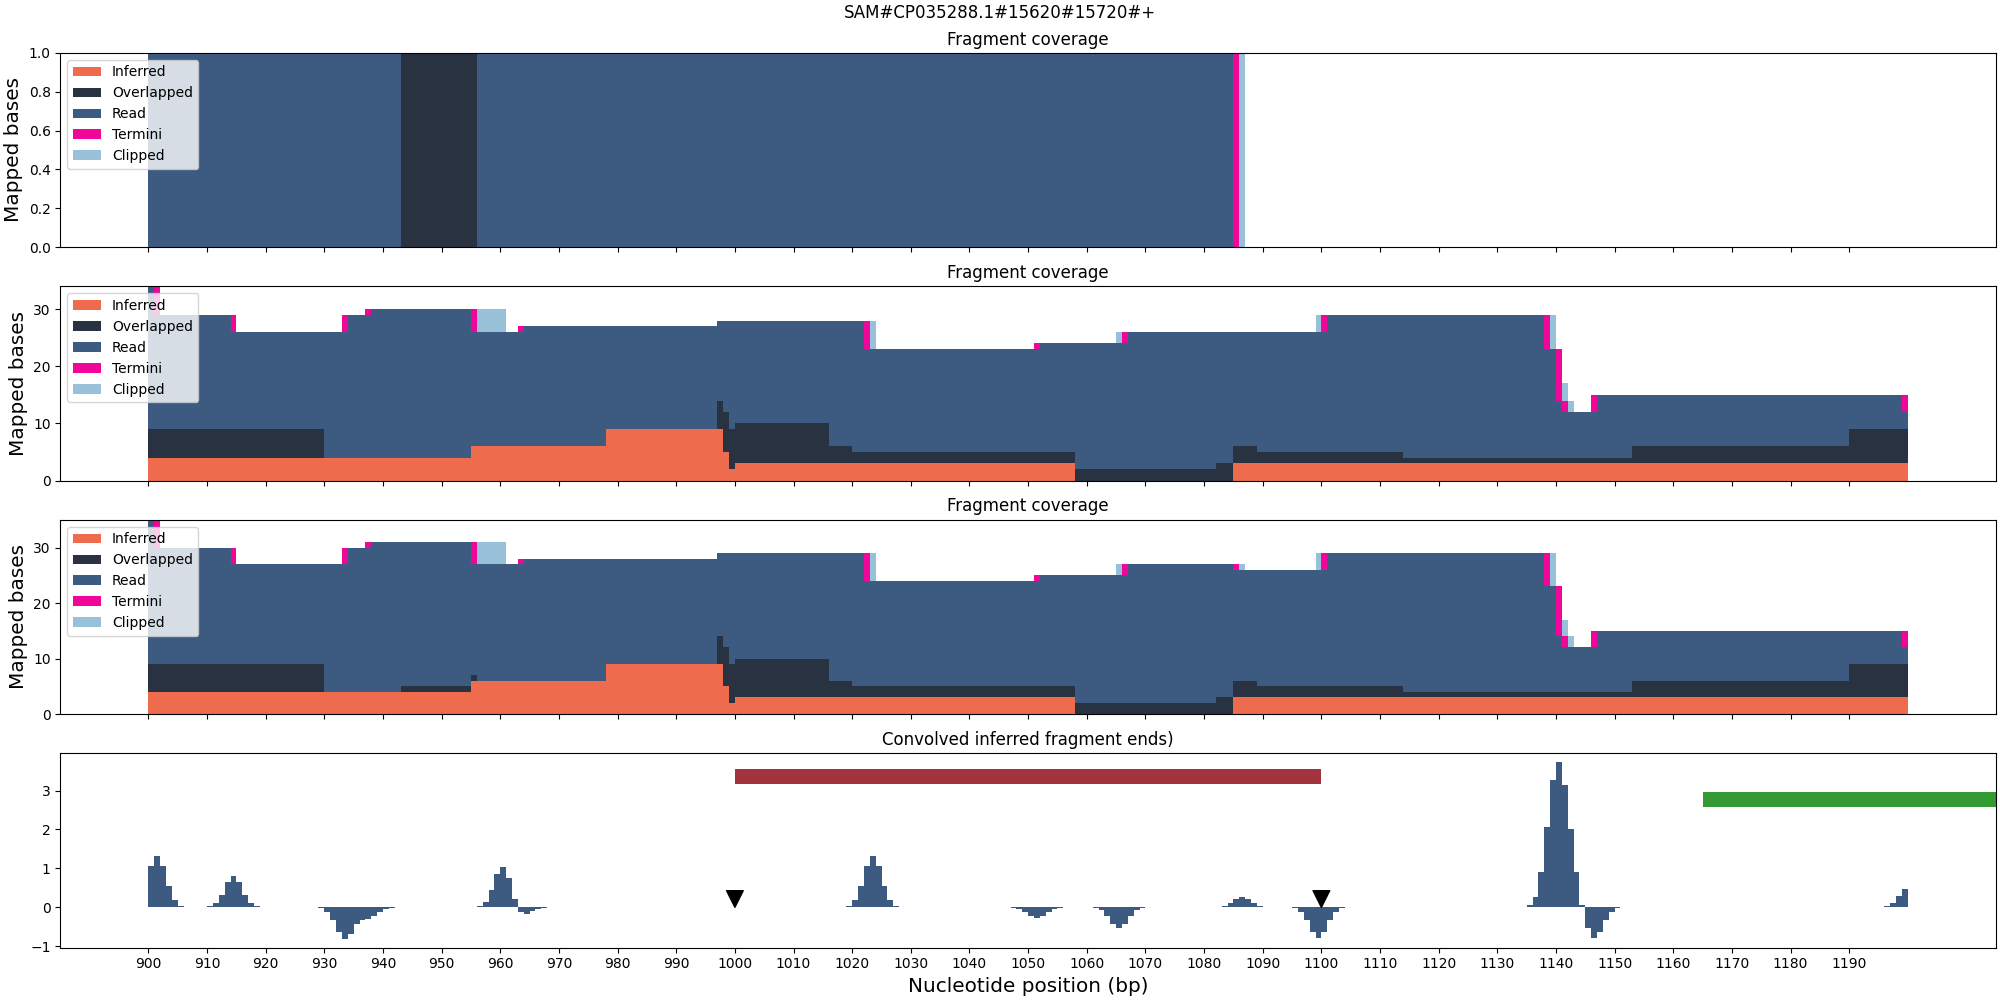 SAM#CP035288.1#15620#15720#+
Fragment coverage
Mapped bases
1.0
0.8
0.6
0.4
0.2
0.0
Inferred
Overlapped
Read
Termini
Clipped
Fragment coverage
Mapped bases
30
20
10
0
Inferred
Overlapped
Read
Termini
Clipped
Fragment coverage
Mapped bases
30
20
10
0
Inferred
Overlapped
Read
Termini
Clipped
Convolved inferred fragment ends)
3
2
1
0
−1
900 910 920 930 940 950 960 970 980 990 1000 1010 1020 1030 1040 1050 1060 1070 1080 1090 1100 1110 1120 1130 1140 1150 1160 1170 1180 1190
Nucleotide position (bp)